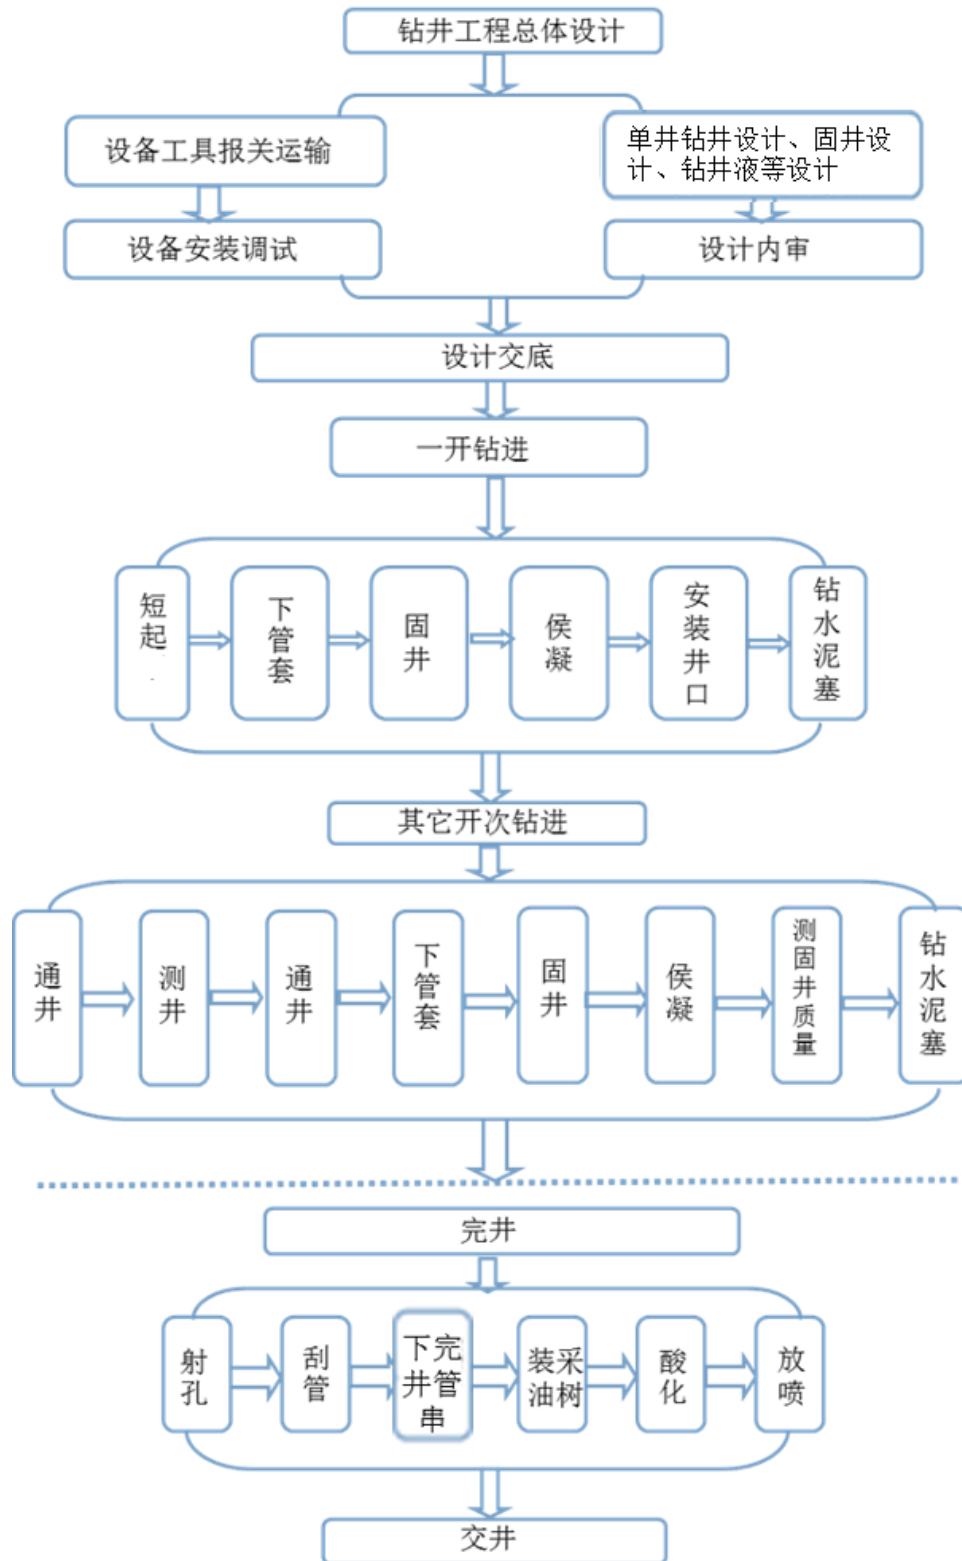 钻井工程总体设计
设备工具报关运输
单井钻井设计、固井设
计、钻井液等设计
设备安装调试
设计内审
设计交底
一开钻进
短起
下管套
固井
侯凝
安装井口
钻水泥塞
其它开次钻进
通井
测井
通井
下管套
固井
侯凝
测固井质量
钻水泥塞
完井
射孔
刮管
下完
井管
串
装采
油树
酸化
放喷
交井